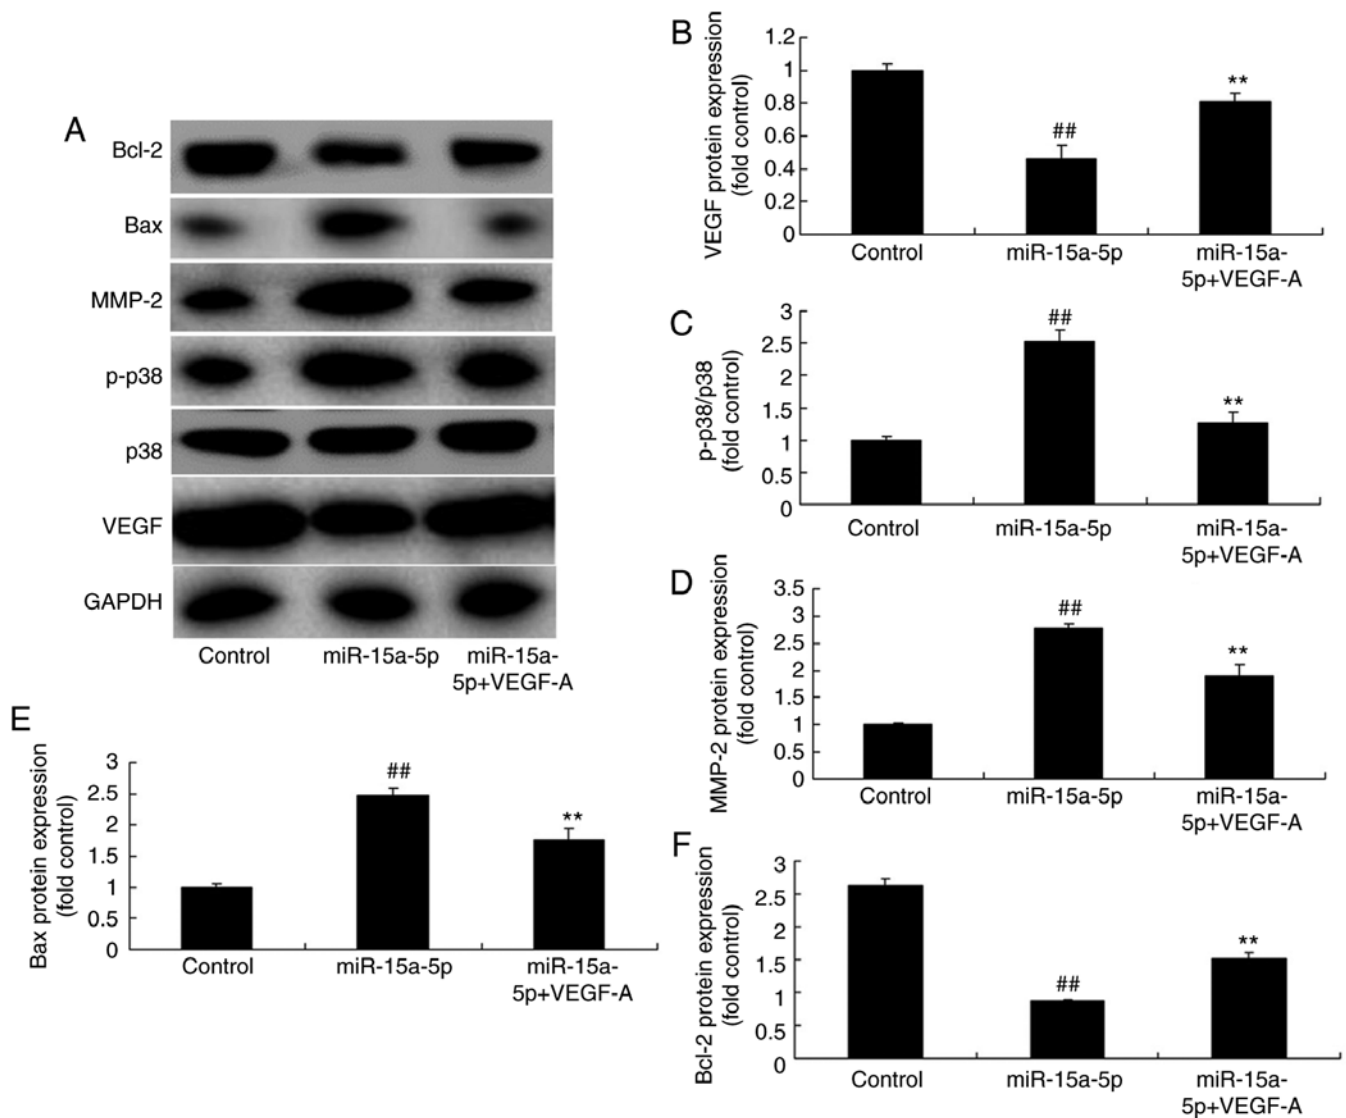 A
Bcl-2
Bax
MMP-2
p-p38
p38
VEGF
GAPDH
Control
miR-15a-5p
miR-15a-
5p+VEGF-A
B
VEGF protein expression
(fold control)
1.2
1
0.8
0.6
0.4
0.2
0
##
**
Control
miR-15a-5p
miR-15a-
5p+VEGF-A
C
p-p38/p38
(fold control)
3
2.5
2
1.5
1
0.5
0
##
**
Control
miR-15a-5p
miR-15a-
5p+VEGF-A
D
MMP-2 protein expression
(fold control)
3.5
3
2.5
2
1.5
1
0.5
0
##
**
Control
miR-15a-5p
miR-15a-
5p+VEGF-A
E
Bax protein expression
(fold control)
3
2.5
2
1.5
1
0.5
0
##
**
Control
miR-15a-5p
miR-15a-
5p+VEGF-A
F
Bcl-2 protein expression
(fold control)
3
2.5
2
1.5
1
0.5
0
##
**
Control
miR-15a-5p
miR-15a-
5p+VEGF-A